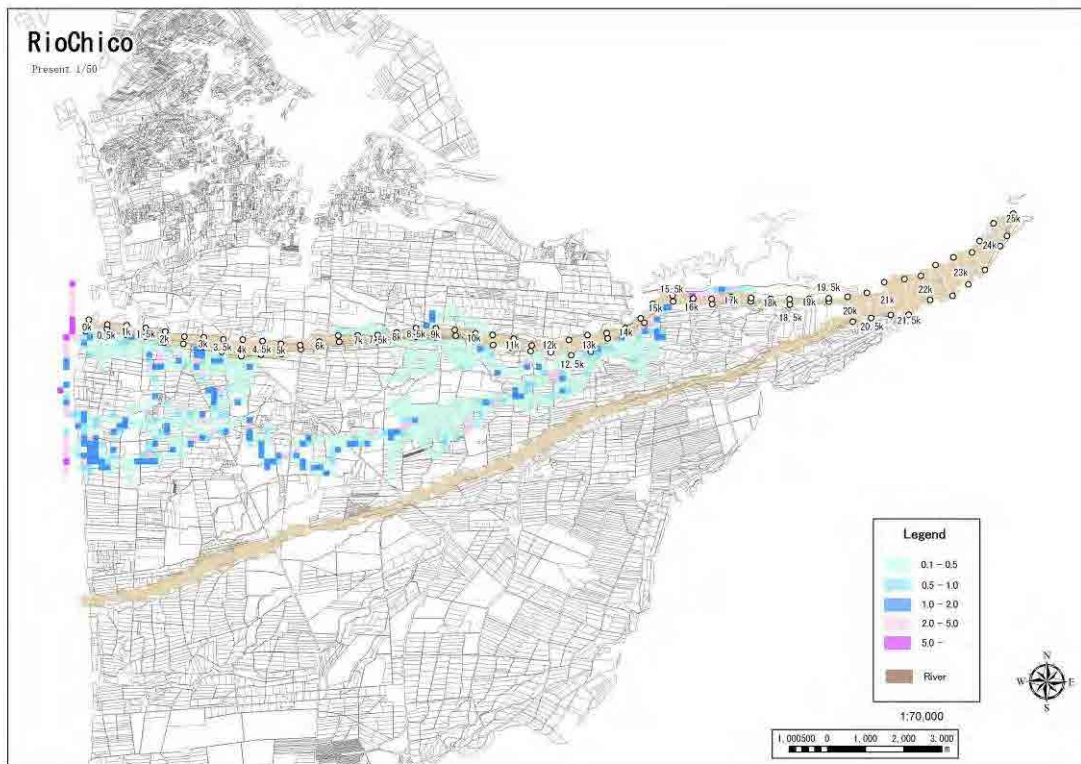 RioChico
Present 1/50
0k
0.5k
1k
1.5k
2k
3k
3.5k
4k
4.5k
5k
6k
7k
7.5k
8k
8.5k
9k
10k
11k
12k
12.5k
13k
14k
15k
15.5k
16k
17k
18k
18.5k
19k
19.5k
20k
20.5k
21k
21.5k
22k
23k
24k
25k
Legend
0.1 - 0.5
0.5 - 1.0
1.0 - 2.0
2.0 - 5.0
5.0 -
River
N
W E
S
1:70,000
1,000500 0 1,000 2,000 3,000